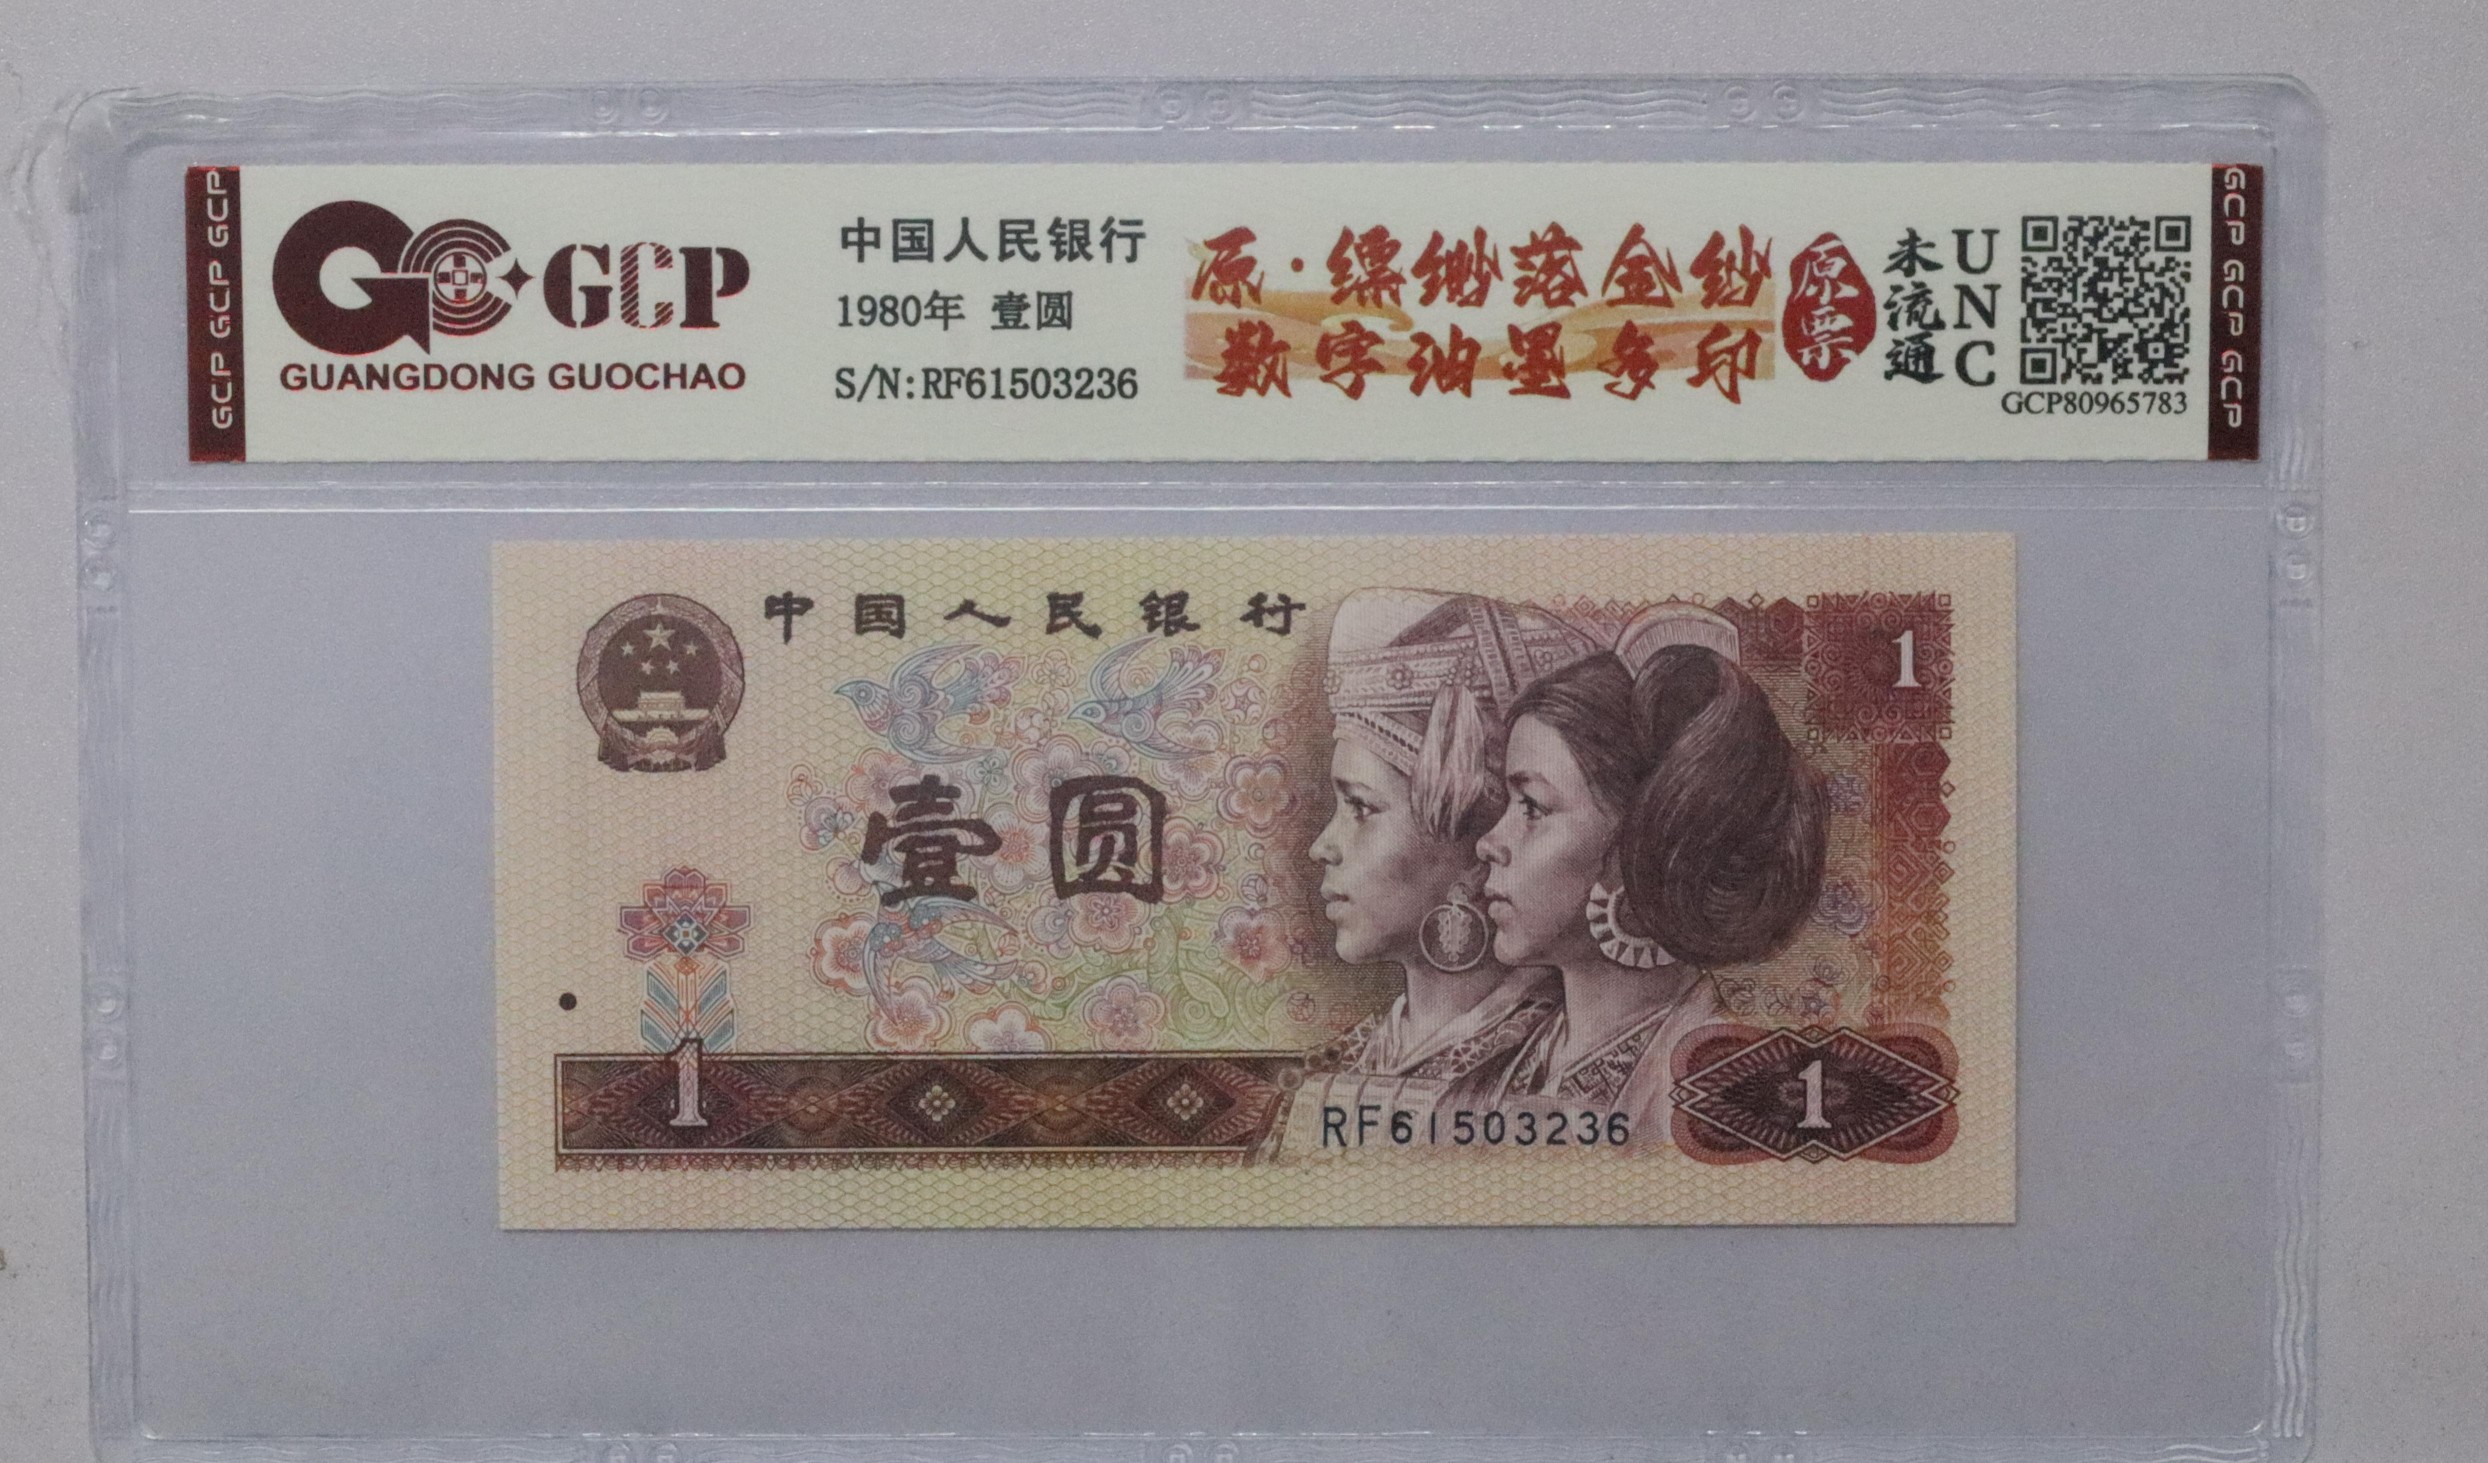 GCP GCP GCP
GCP
GUANGDONG GUOCHAO
中国人民银行
1980年 壹圆
S/N:RF61503236
原·缥缈落金纱
数字油墨多印
原票
未流通
UNC
GCP80965783
GCP GCP GCP
中国人民银行
1
壹圆
1
1
RF61503236